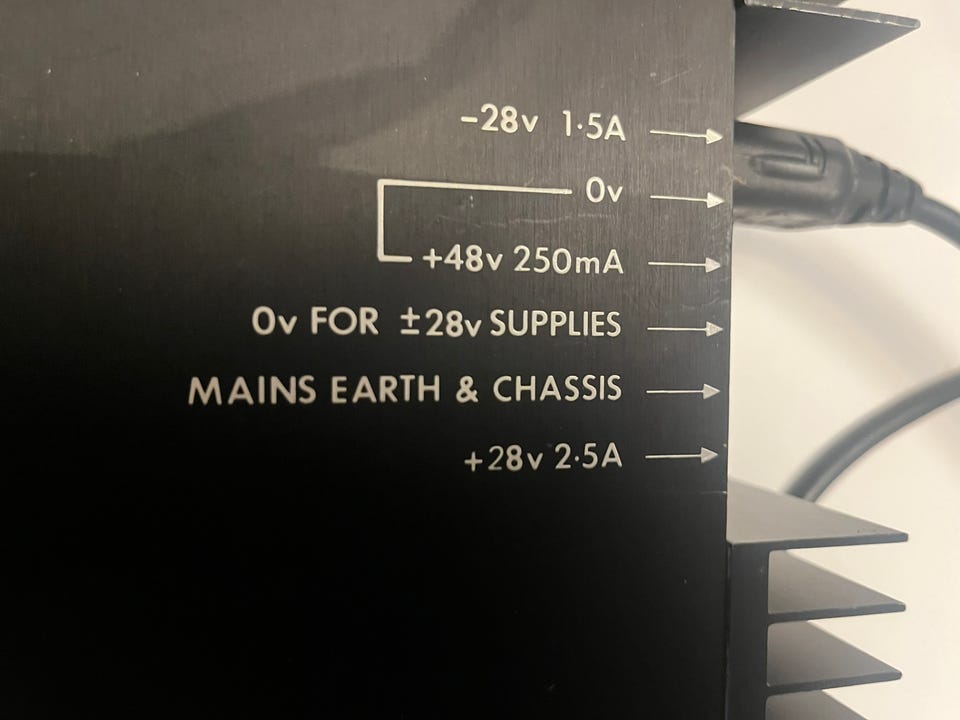 -28v 1·5A
0v
+48v 250mA
0v FOR ±28v SUPPLIES
MAINS EARTH & CHASSIS
+28v 2·5A